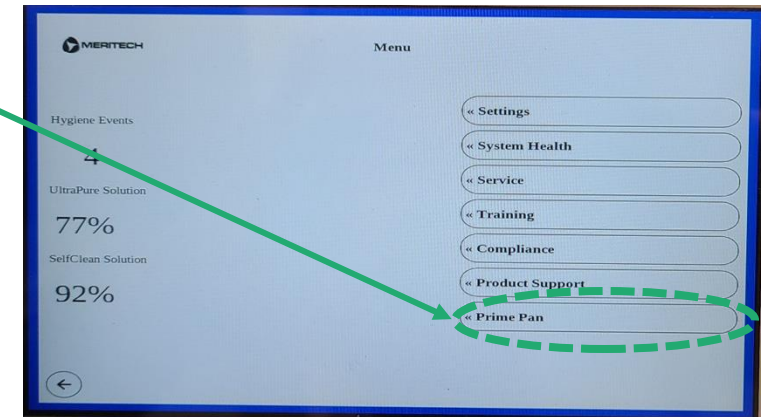 MERITECH
Menu
Hygiene Events
4
UltraPure Solution
77%
SelfClean Solution
92%
« Settings
« System Health
« Service
« Training
« Compliance
« Product Support
« Prime Pan